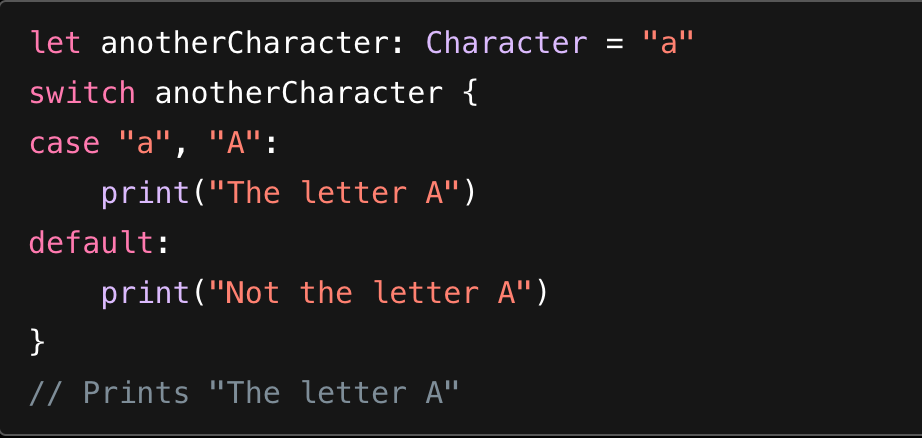 let anotherCharacter: Character = "a"
switch anotherCharacter {
case "a", "A":
    print("The letter A")
default:
    print("Not the letter A")
}
// Prints "The letter A"